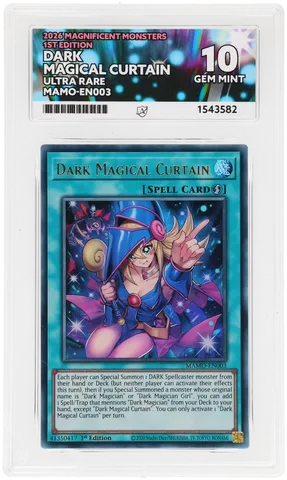 2026 MAGNIFICENT MONSTERS
1ST EDITION
DARK
MAGICAL CURTAIN
ULTRA RARE
MAMO-EN003
10
GEM MINT
1543582
DARK MAGICAL CURTAIN
[SPELL CARD]
MAMO-EN003
Each player can Special Summon 1 DARK Spellcaster monster from
their hand or Deck (but neither player can activate their effects
this turn), then if you Special Summoned a monster whose original
name is "Dark Magician" or "Dark Magician Girl", you can add
1 Spell/Trap that mentions "Dark Magician" from your Deck to your
hand, except "Dark Magical Curtain". You can only activate 1 "Dark
Magical Curtain" per turn.
41350417 1st Edition